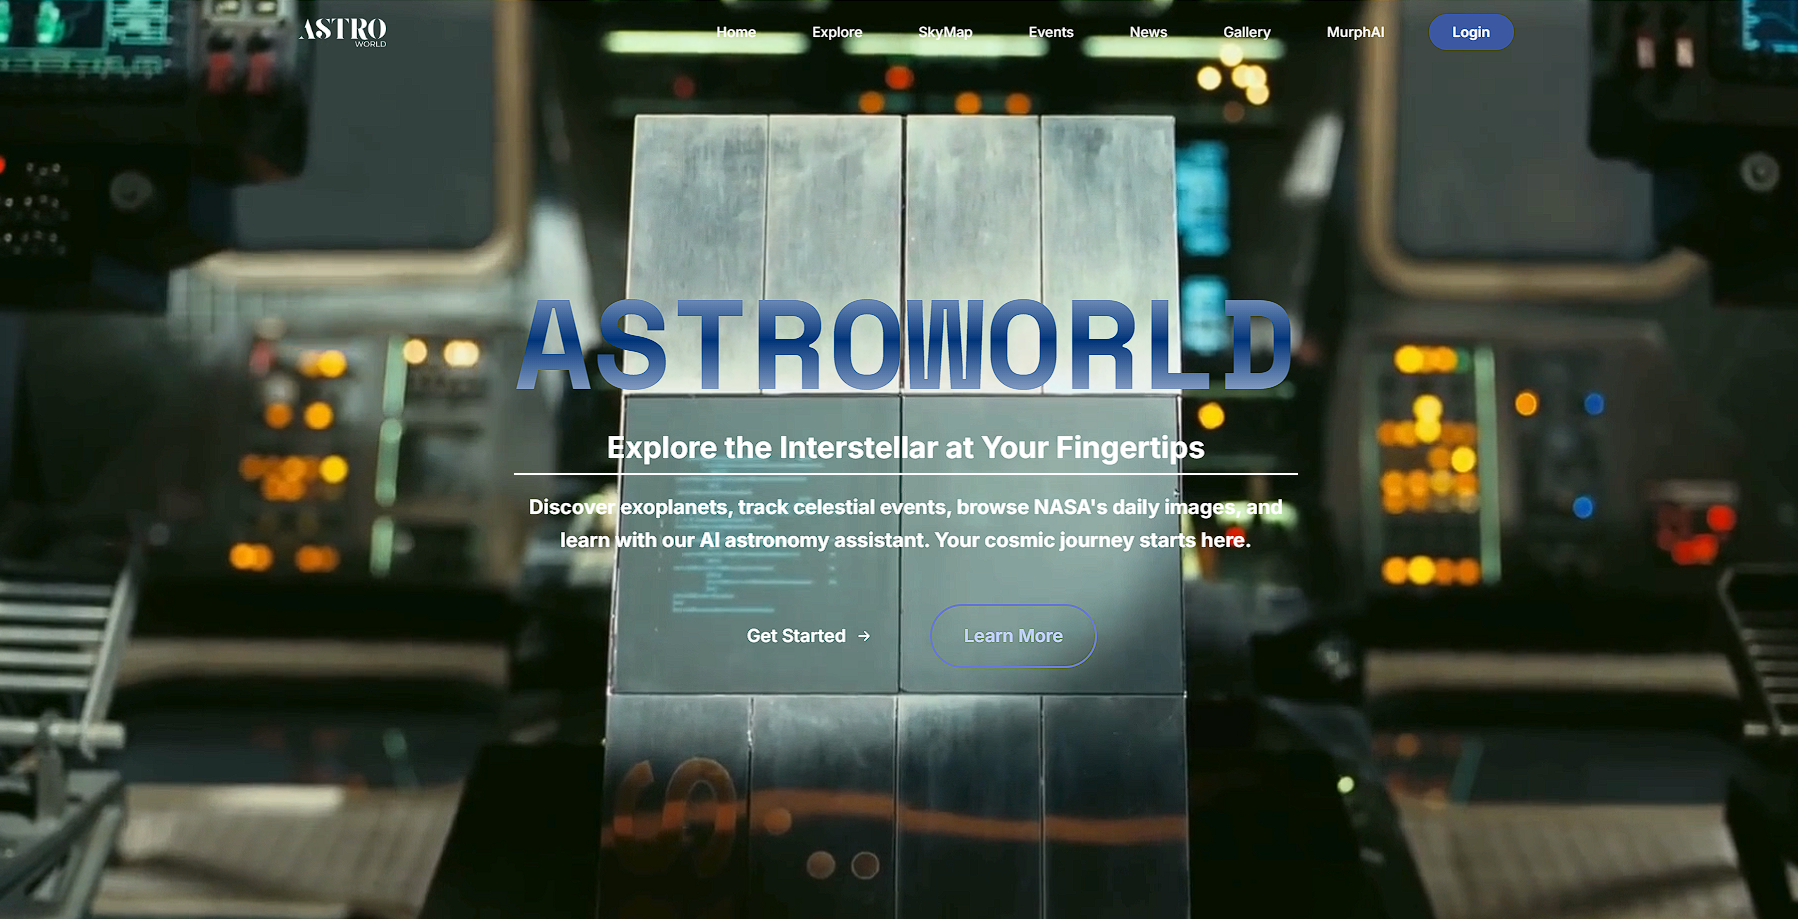 ASTRO
WORLD
Home Explore SkyMap Events News Gallery MurphAI Login
ASTROWORLD
Explore the Interstellar at Your Fingertips
Discover exoplanets, track celestial events, browse NASA's daily images, and
learn with our AI astronomy assistant. Your cosmic journey starts here.
Get Started →
Learn More